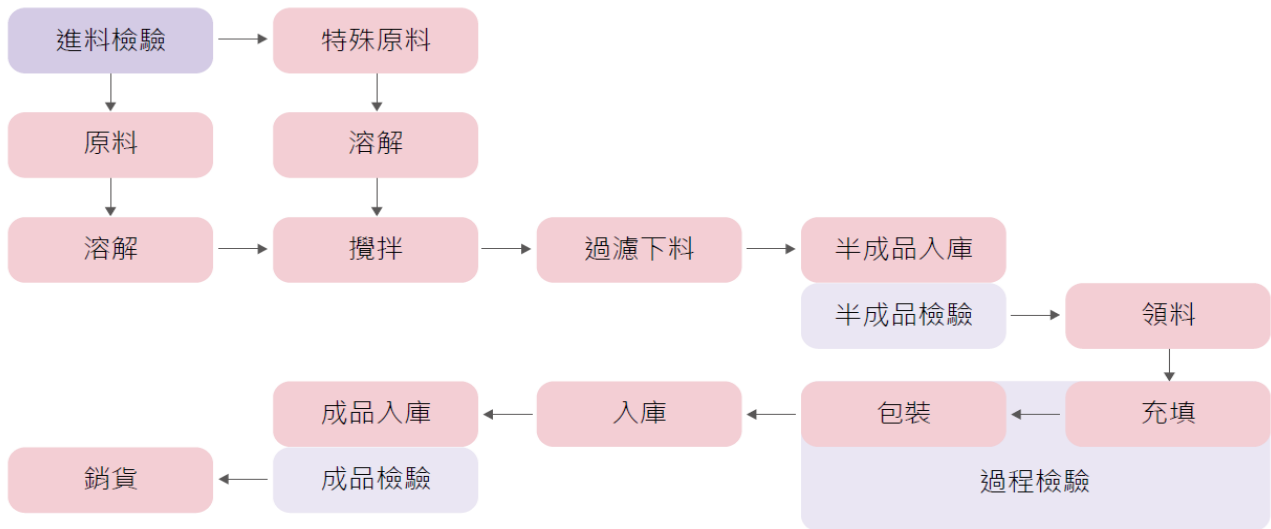 進料檢驗
特殊原料
原料
溶解
溶解
攪拌
過濾下料
半成品入庫
半成品檢驗
領料
成品入庫
入庫
包裝
充填
銷貨
成品檢驗
過程檢驗